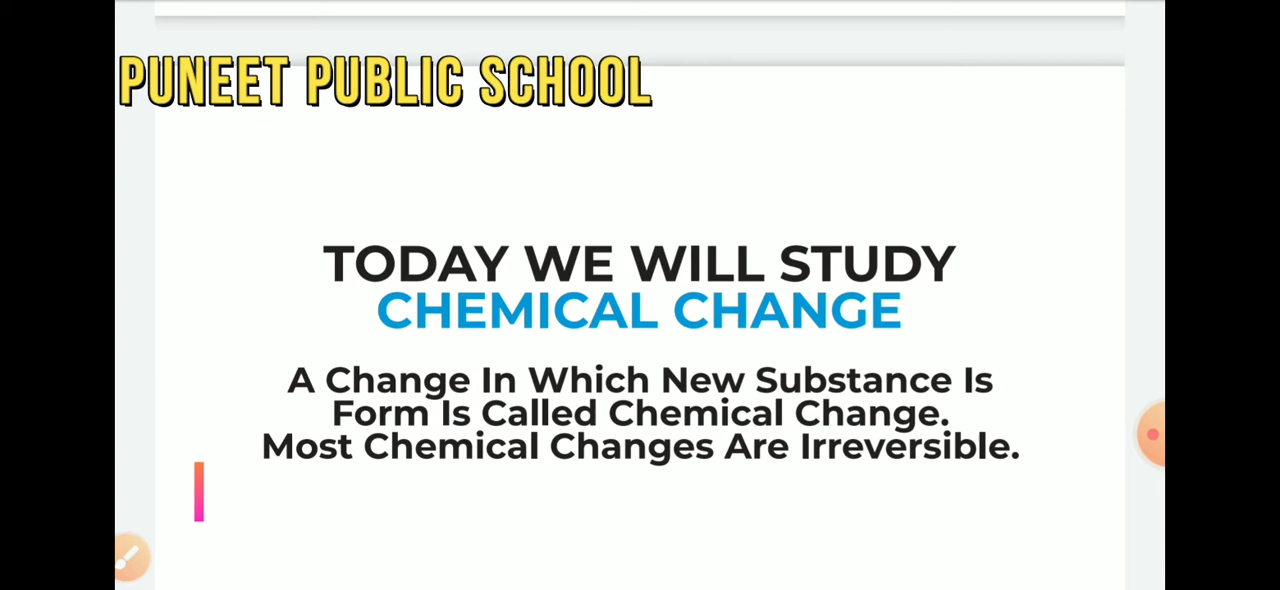 PUNEET PUBLIC SCHOOL
TODAY WE WILL STUDY
CHEMICAL CHANGE
A Change In Which New Substance Is
Form Is Called Chemical Change.
Most Chemical Changes Are Irreversible.